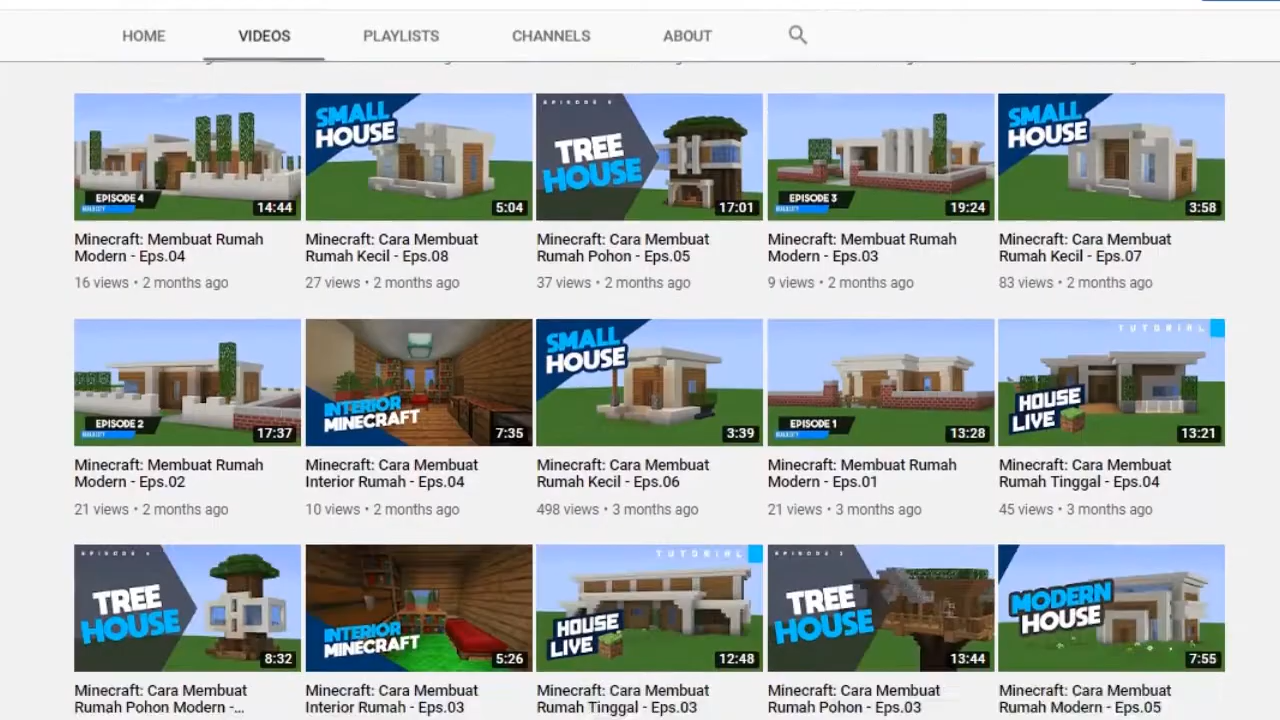 HOME VIDEOS PLAYLISTS CHANNELS ABOUT
EPISODE 4
14:44
SMALL
HOUSE
5:04
TREE
HOUSE
17:01
EPISODE 3
19:24
SMALL
HOUSE
3:58
Minecraft: Membuat Rumah
Modern - Eps.04
16 views • 2 months ago
Minecraft: Cara Membuat
Rumah Kecil - Eps.08
27 views • 2 months ago
Minecraft: Cara Membuat
Rumah Pohon - Eps.05
37 views • 2 months ago
Minecraft: Membuat Rumah
Modern - Eps.03
9 views • 2 months ago
Minecraft: Cara Membuat
Rumah Kecil - Eps.07
83 views • 2 months ago
EPISODE 2
17:37
INTERIOR
MINECRAFT
7:35
SMALL
HOUSE
3:39
EPISODE 1
13:28
TUTORIAL
HOUSE
LIVE
13:21
Minecraft: Membuat Rumah
Modern - Eps.02
21 views • 2 months ago
Minecraft: Cara Membuat
Interior Rumah - Eps.04
10 views • 2 months ago
Minecraft: Cara Membuat
Rumah Kecil - Eps.06
498 views • 3 months ago
Minecraft: Membuat Rumah
Modern - Eps.01
21 views • 3 months ago
Minecraft: Cara Membuat
Rumah Tinggal - Eps.04
45 views • 3 months ago
TREE
HOUSE
8:32
INTERIOR
MINECRAFT
5:26
TUTORIAL
HOUSE
LIVE
12:48
TREE
HOUSE
13:44
MODERN
HOUSE
7:55
Minecraft: Cara Membuat
Rumah Pohon Modern -...
Minecraft: Cara Membuat
Interior Rumah - Eps.03
Minecraft: Cara Membuat
Rumah Tinggal - Eps.03
Minecraft: Cara Membuat
Rumah Pohon - Eps.03
Minecraft: Cara Membuat
Rumah Modern - Eps.05